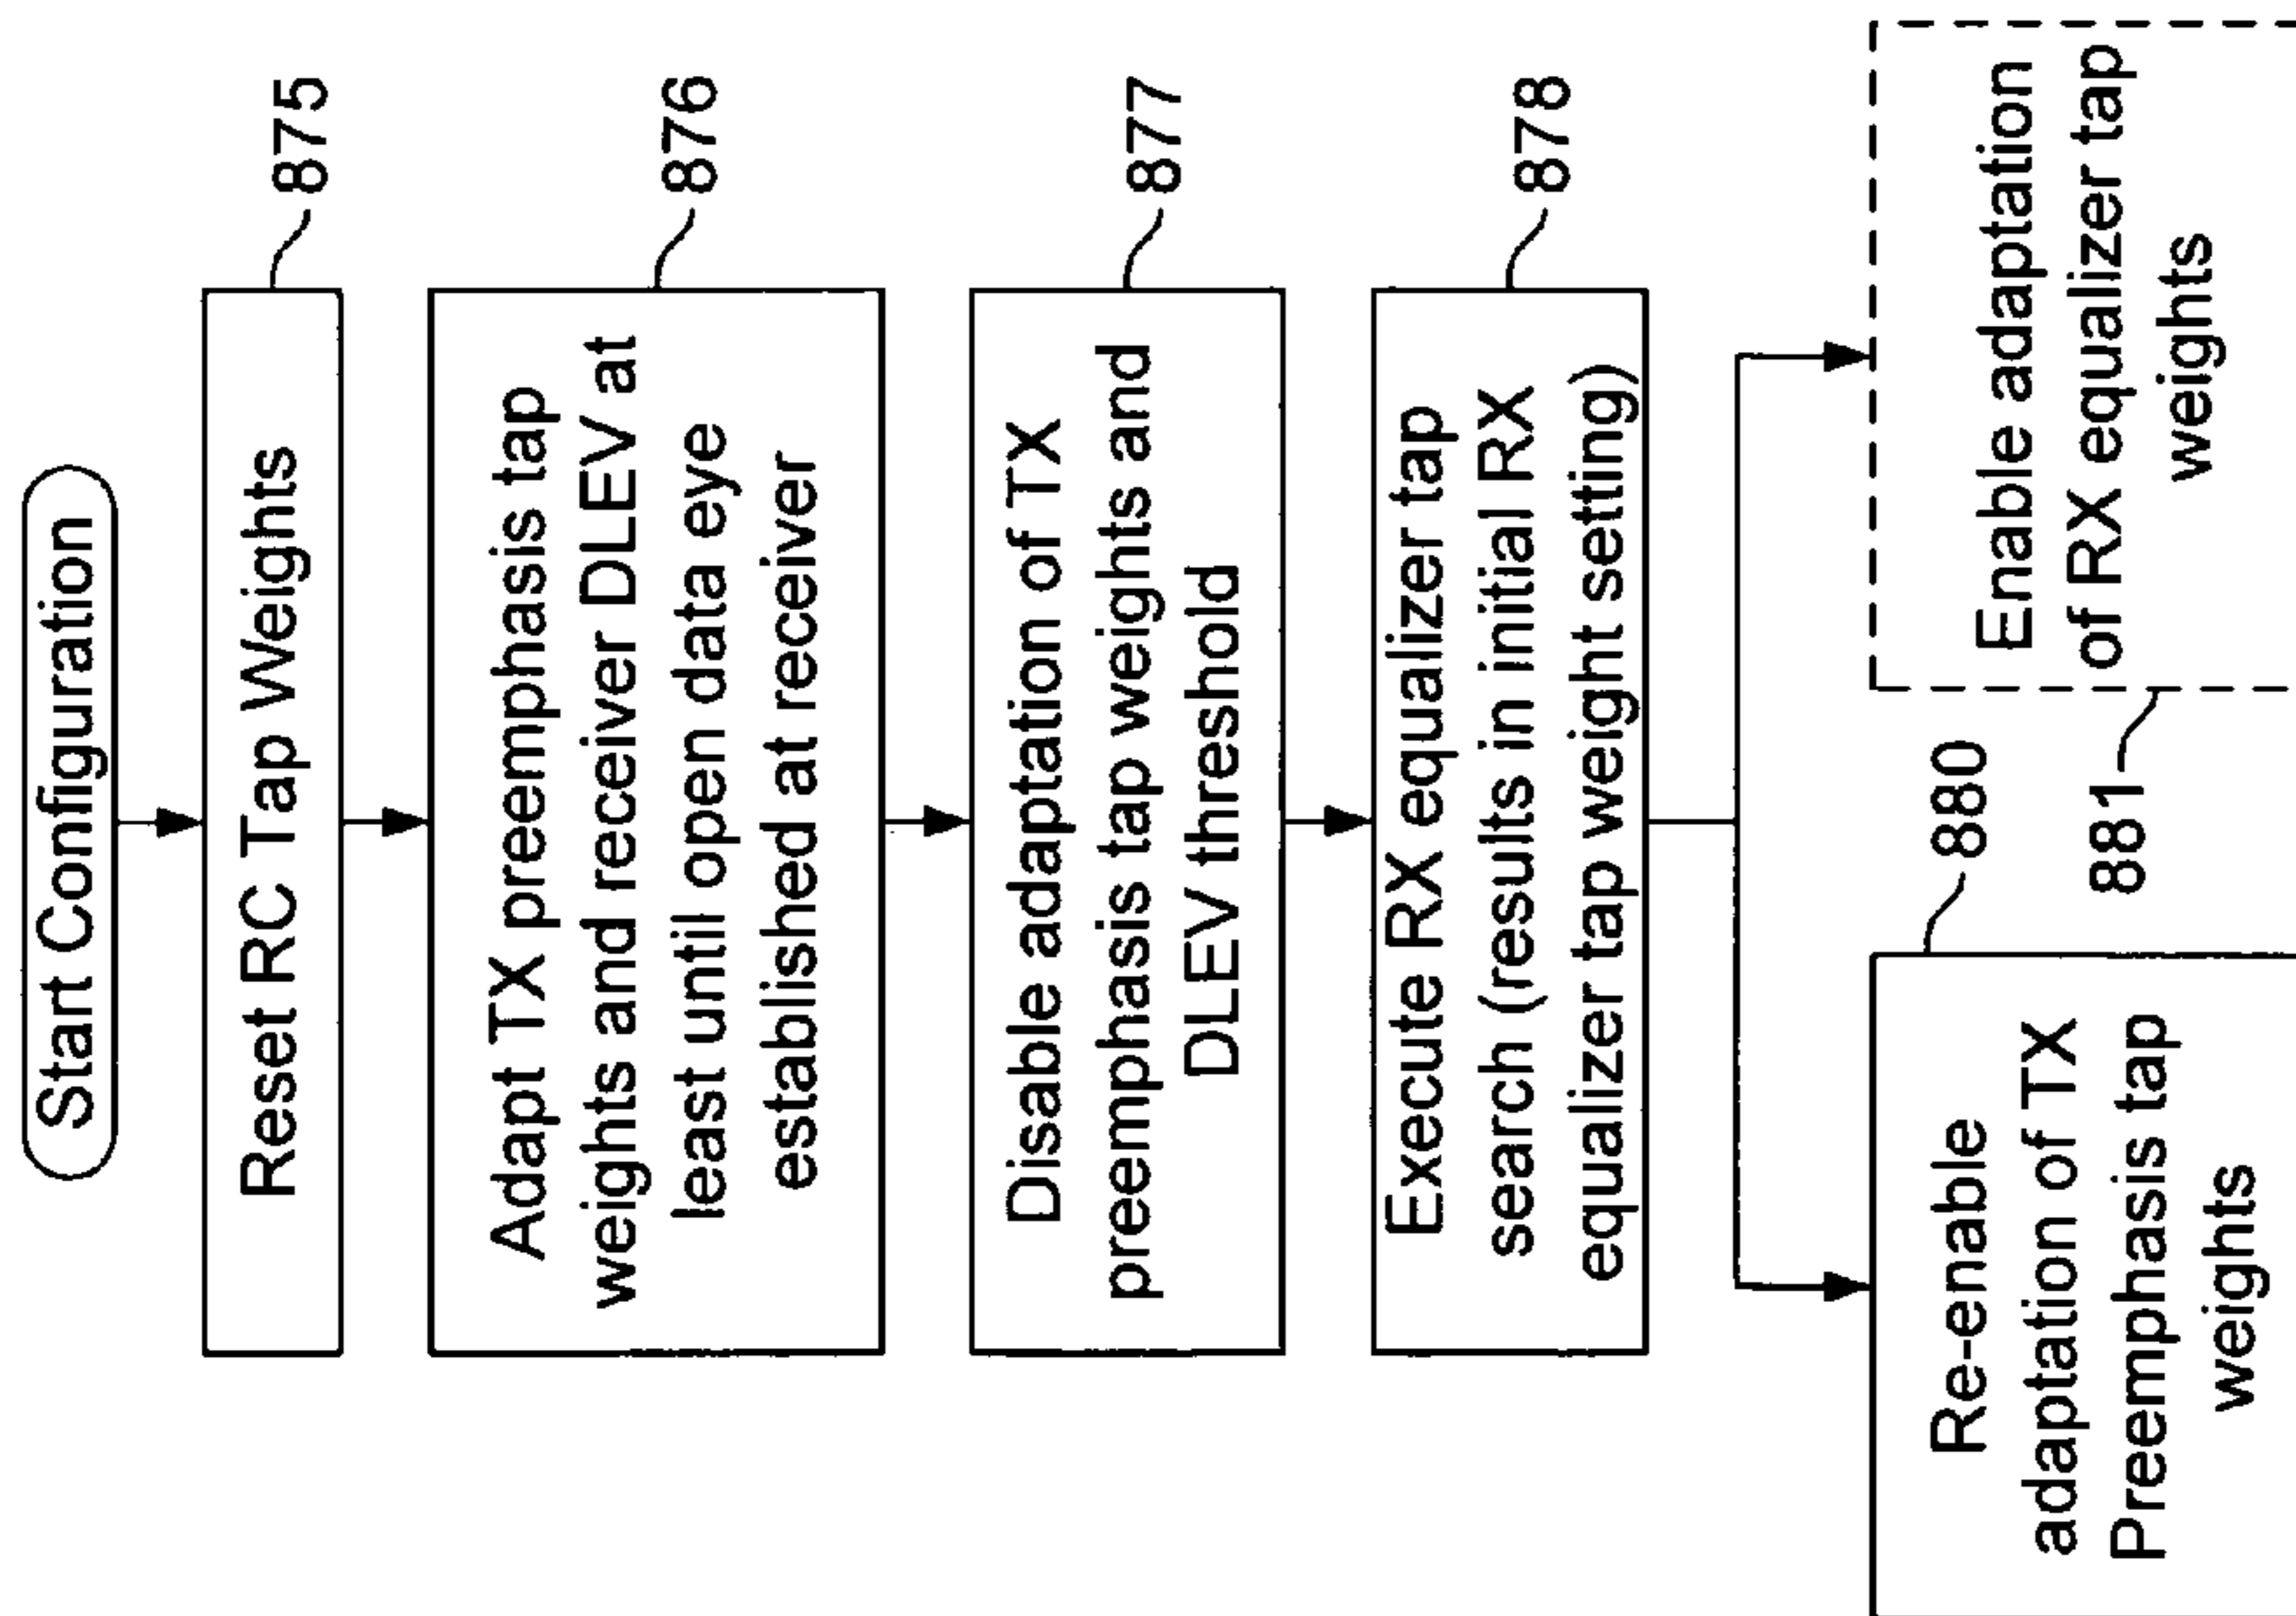 Start Configuration
Reset RC Tap Weights
875
Adapt TX preemphasis tap
weights and receiver DLEV at
least until open data eye
established at receiver
876
Disable adaptation of TX
preemphasis tap weights and
DLEV threshold
877
Execute RX equalizer tap
search (results in initial RX
equalizer tap weight setting)
878
880
Re-enable
adaptation of TX
Preemphasis tap
weights
881
Enable adaptation
of RX equalizer tap
weights